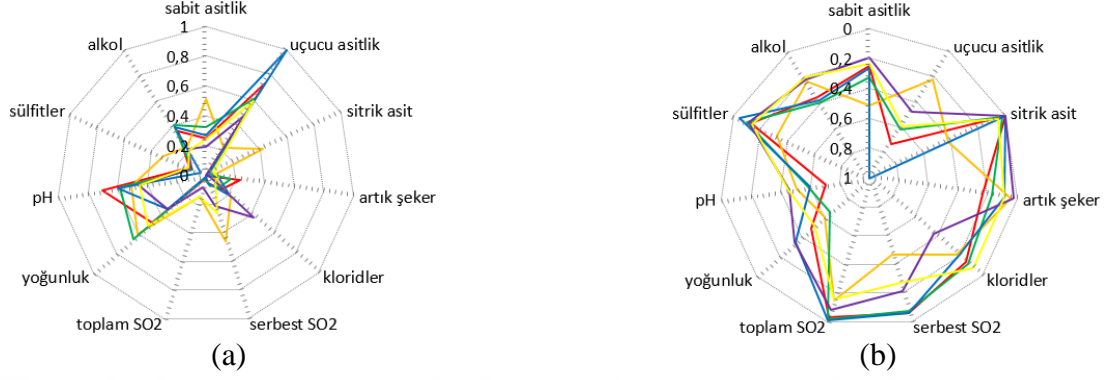 sabit asitlik
1
uçucu asitlik
0,8
0,6
0,4
0,2
0
sitrik asit
artık şeker
kloridler
serbest SO2
toplam SO2
yoğunluk
pH
sülfitler
alkol
(a)
sabit asitlik
0
uçucu asitlik
0,2
0,4
0,6
0,8
1
sitrik asit
artık şeker
kloridler
serbest SO2
toplam SO2
yoğunluk
pH
sülfitler
alkol
(b)